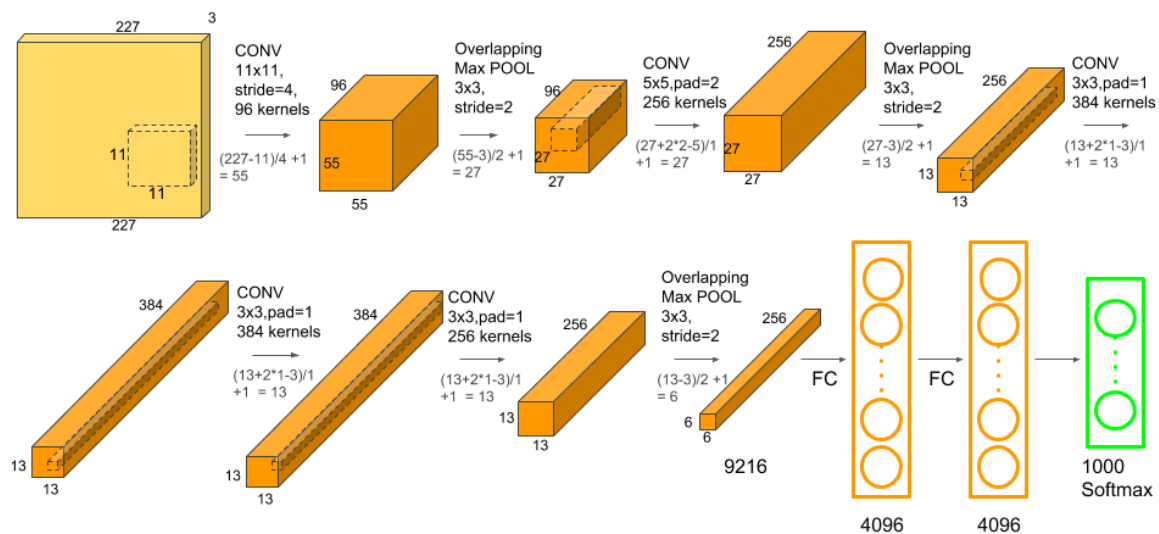 227
3
11
11
227
CONV
11x11,
stride=4,
96 kernels
(227-11)/4 +1
= 55
96
55
55
Overlapping
Max POOL
3x3,
stride=2
(55-3)/2 +1
= 27
96
27
27
CONV
5x5,pad=2
256 kernels
(27+2*2-5)/1
+1 = 27
256
27
27
Overlapping
Max POOL
3x3,
stride=2
(27-3)/2 +1
= 13
256
13
13
CONV
3x3,pad=1
384 kernels
(13+2*1-3)/1
+1 = 13
384
13
13
CONV
3x3,pad=1
384 kernels
(13+2*1-3)/1
+1 = 13
384
13
13
CONV
3x3,pad=1
256 kernels
(13+2*1-3)/1
+1 = 13
256
13
13
Overlapping
Max POOL
3x3,
stride=2
(13-3)/2 +1
= 6
256
6
6
9216
FC
4096
FC
4096
1000
Softmax